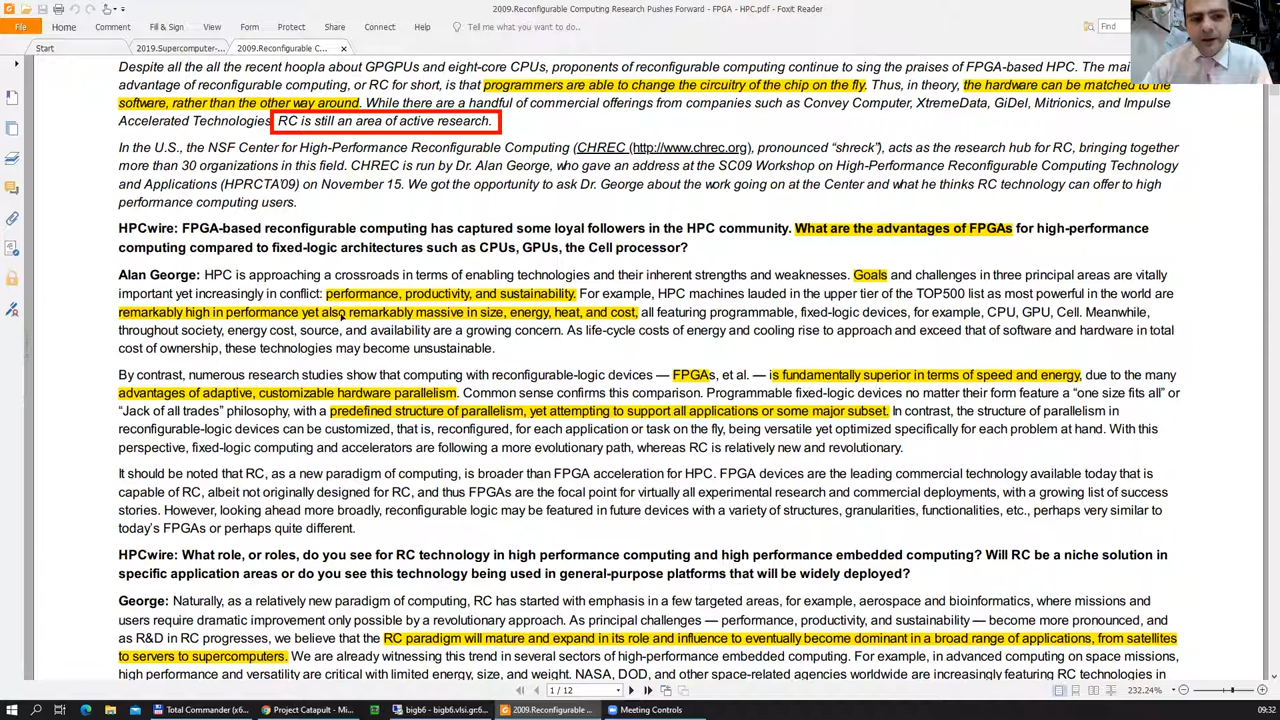 2009.Reconfigurable Computing Research Pushes Forward - FPGA - HPC.pdf - Foxit Reader
File Home Fill & Sign View Form Protect Share Connect Help Tell me what you want to do... Find
Start 2019.Supercomputer-... 2009.Reconfigurable C...
Despite all the all the recent hoopla about GPGPUs and eight-core CPUs, proponents of reconfigurable computing continue to sing the praises of FPGA-based HPC. The mai
advantage of reconfigurable computing, or RC for short, is that programmers are able to change the circuitry of the chip on the fly. Thus, in theory, the hardware can be matched to the
software, rather than the other way around. While there are a handful of commercial offerings from companies such as Convey Computer, XtremeData, GiDel, Mitrionics, and Impulse
Accelerated Technologies RC is still an area of active research.
In the U.S., the NSF Center for High-Performance Reconfigurable Computing (CHREC (http://www.chrec.org), pronounced “shreck”), acts as the research hub for RC, bringing together
more than 30 organizations in this field. CHREC is run by Dr. Alan George, who gave an address at the SC09 Workshop on High-Performance Reconfigurable Computing Technology
and Applications (HPRCTA'09) on November 15. We got the opportunity to ask Dr. George about the work going on at the Center and what he thinks RC technology can offer to high
performance computing users.
HPCwire: FPGA-based reconfigurable computing has captured some loyal followers in the HPC community. What are the advantages of FPGAs for high-performance
computing compared to fixed-logic architectures such as CPUs, GPUs, the Cell processor?
Alan George: HPC is approaching a crossroads in terms of enabling technologies and their inherent strengths and weaknesses. Goals and challenges in three principal areas are vitally
important yet increasingly in conflict: performance, productivity, and sustainability. For example, HPC machines lauded in the upper tier of the TOP500 list as most powerful in the world are
remarkably high in performance yet also remarkably massive in size, energy, heat, and cost, all featuring programmable, fixed-logic devices, for example, CPU, GPU, Cell. Meanwhile,
throughout society, energy cost, source, and availability are a growing concern. As life-cycle costs of energy and cooling rise to approach and exceed that of software and hardware in total
cost of ownership, these technologies may become unsustainable.
By contrast, numerous research studies show that computing with reconfigurable-logic devices — FPGAs, et al. — is fundamentally superior in terms of speed and energy, due to the many
advantages of adaptive, customizable hardware parallelism. Common sense confirms this comparison. Programmable fixed-logic devices no matter their form feature a “one size fits all” or
“Jack of all trades” philosophy, with a predefined structure of parallelism, yet attempting to support all applications or some major subset. In contrast, the structure of parallelism in
reconfigurable-logic devices can be customized, that is, reconfigured, for each application or task on the fly, being versatile yet optimized specifically for each problem at hand. With this
perspective, fixed-logic computing and accelerators are following a more evolutionary path, whereas RC is relatively new and revolutionary.
It should be noted that RC, as a new paradigm of computing, is broader than FPGA acceleration for HPC. FPGA devices are the leading commercial technology available today that is
capable of RC, albeit not originally designed for RC, and thus FPGAs are the focal point for virtually all experimental research and commercial deployments, with a growing list of success
stories. However, looking ahead more broadly, reconfigurable logic may be featured in future devices with a variety of structures, granularities, functionalities, etc., perhaps very similar to
today's FPGAs or perhaps quite different.
HPCwire: What role, or roles, do you see for RC technology in high performance computing and high performance embedded computing? Will RC be a niche solution in
specific application areas or do you see this technology being used in general-purpose platforms that will be widely deployed?
George: Naturally, as a relatively new paradigm of computing, RC has started with emphasis in a few targeted areas, for example, aerospace and bioinformatics, where missions and
users require dramatic improvement only possible by a revolutionary approach. As principal challenges — performance, productivity, and sustainability — become more pronounced, and
as R&D in RC progresses, we believe that the RC paradigm will mature and expand in its role and influence to eventually become dominant in a broad range of applications, from satellites
to servers to supercomputers. We are already witnessing this trend in several sectors of high-performance embedded computing. For example, in advanced computing on space missions,
high performance and versatility are critical with limited energy, size, and weight. NASA, DOD, and other space-related agencies worldwide are increasingly featuring RC technologies in
1 / 12 232.24%
Total Commander (x6... Project Catapult - Mi... bigb6 - bigb6.vlsi.gr:6... 2009.Reconfigurable ... Meeting Controls 09:32